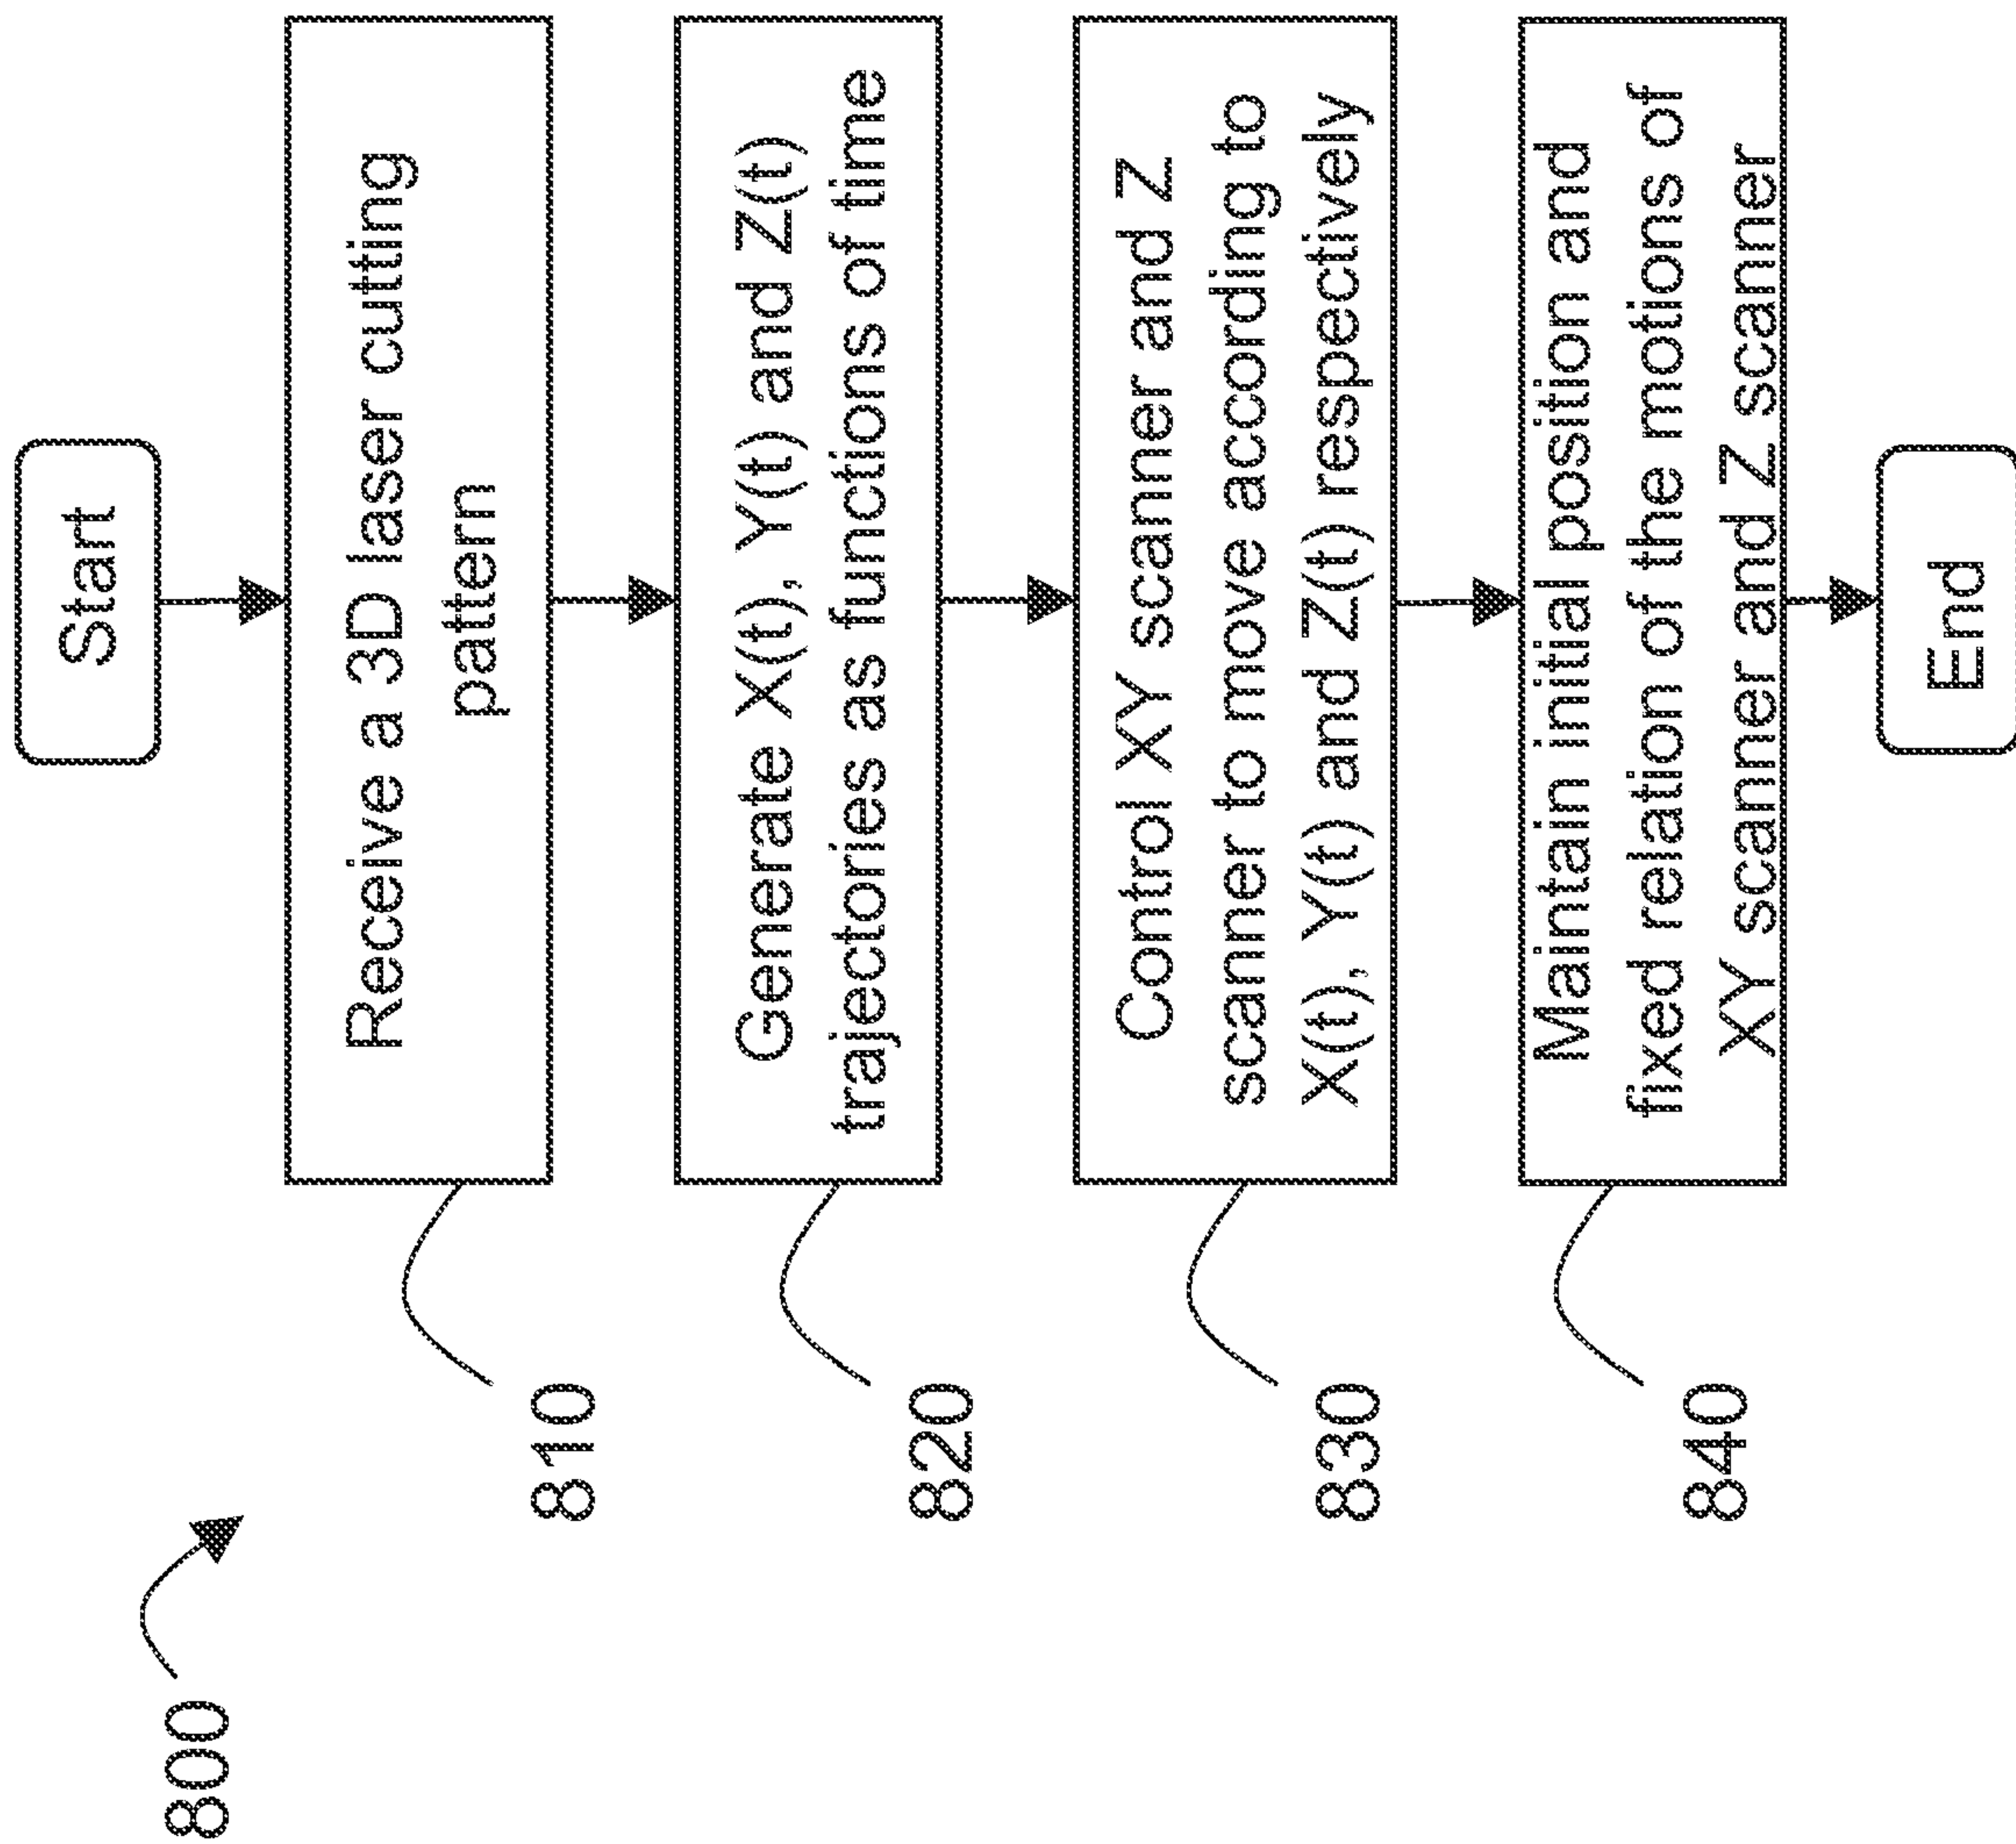 800
Start
810
Receive a 3D laser cutting
pattern
820
Generate X(t), Y(t) and Z(t)
trajectories as functions of time
830
Control XY scanner and Z
scanner to move according to
X(t), Y(t) and Z(t) respectively
840
Maintain initial position and
fixed relation of the motions of
XY scanner and Z scanner
End